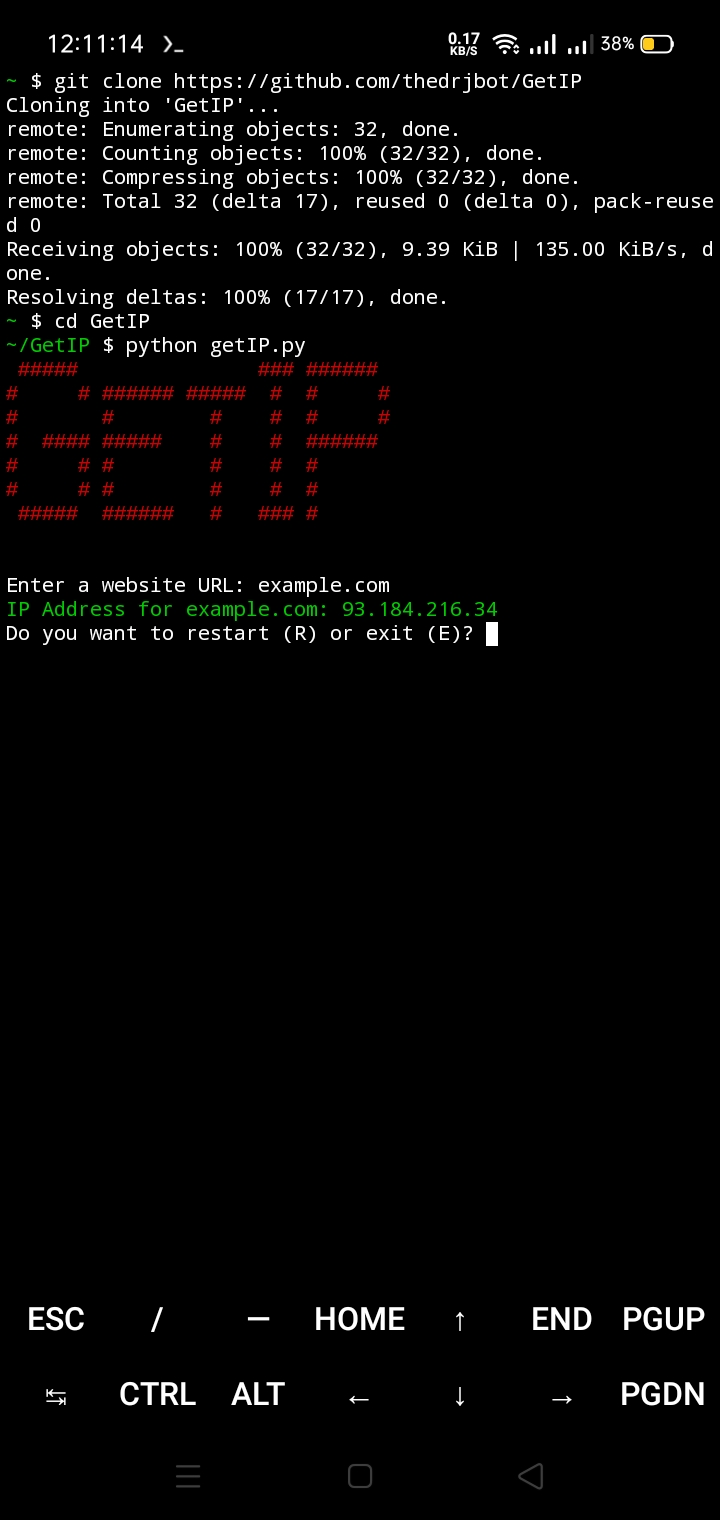 12:11:14 0.17 KB/S 38%
~ $ git clone https://github.com/thedrjbot/GetIP
Cloning into 'GetIP'...
remote: Enumerating objects: 32, done.
remote: Counting objects: 100% (32/32), done.
remote: Compressing objects: 100% (32/32), done.
remote: Total 32 (delta 17), reused 0 (delta 0), pack-reuse
d 0
Receiving objects: 100% (32/32), 9.39 KiB | 135.00 KiB/s, d
one.
Resolving deltas: 100% (17/17), done.
~ $ cd GetIP
~/GetIP $ python getIP.py
GETIP
Enter a website URL: example.com
IP Address for example.com: 93.184.216.34
Do you want to restart (R) or exit (E)?
ESC / — HOME ↑ END PGUP
↹ CTRL ALT ← ↓ → PGDN